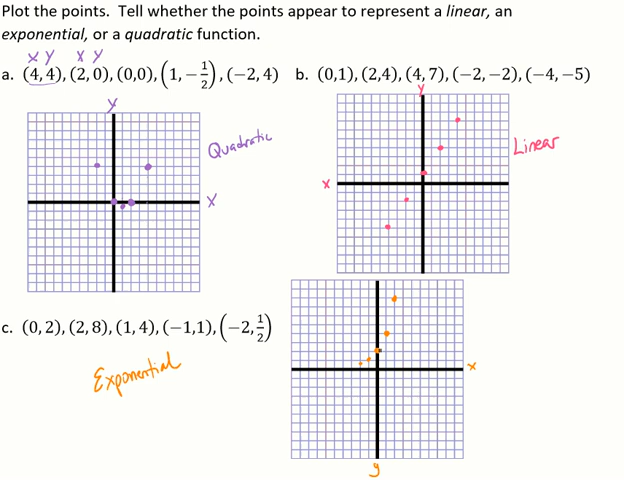 Plot the points. Tell whether the points appear to represent a linear, an
exponential, or a quadratic function.
x y x y
a. (4, 4), (2, 0), (0,0), (1, −1/2), (−2, 4) b. (0,1), (2,4), (4, 7), (−2, −2), (−4, −5)
y y
Quadratic
Linear
x
x
c. (0, 2), (2, 8), (1, 4), (−1,1), (−2, 1/2)
Exponential
x
y